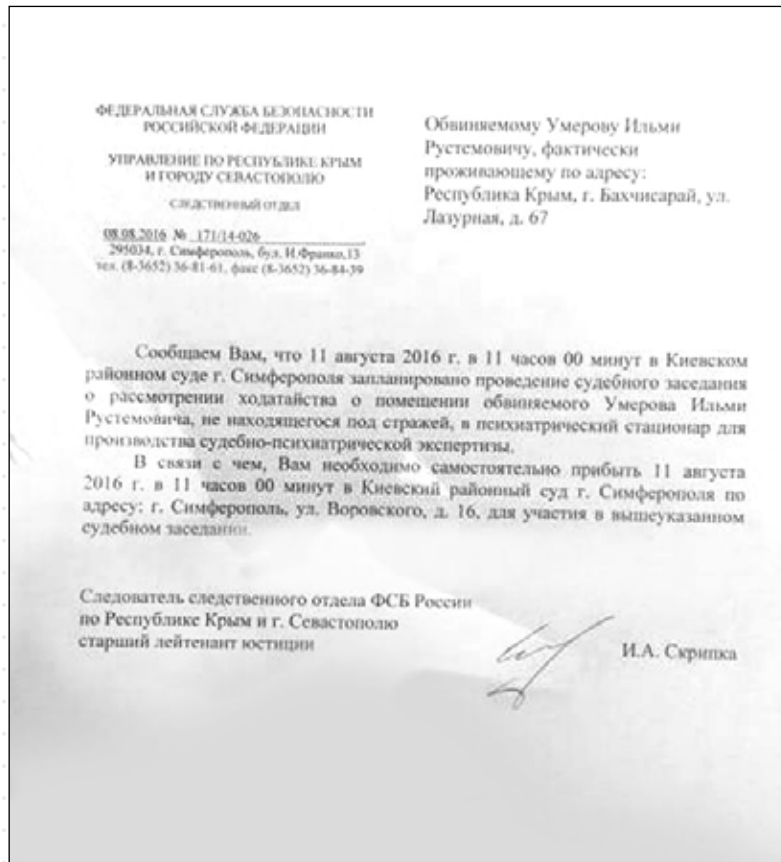 ФЕДЕРАЛЬНАЯ СЛУЖБА БЕЗОПАСНОСТИ
РОССИЙСКОЙ ФЕДЕРАЦИИ
УПРАВЛЕНИЕ ПО РЕСПУБЛИКЕ КРЫМ
И ГОРОДУ СЕВАСТОПОЛЮ
СЛЕДСТВЕННЫЙ ОТДЕЛ
08.08.2016 № 171/14-026
295034, г. Симферополь, бул. И.Франко,13
тел. (8-3652) 36-81-61, факс (8-3652) 36-84-39
Обвиняемому Умерову Ильми
Рустемовичу, фактически
проживающему по адресу:
Республика Крым, г. Бахчисарай, ул.
Лазурная, д. 67
Сообщаем Вам, что 11 августа 2016 г. в 11 часов 00 минут в Киевском
районном суде г. Симферополя запланировано проведение судебного заседания
о рассмотрении ходатайства о помещении обвиняемого Умерова Ильми
Рустемовича, не находящегося под стражей, в психиатрический стационар для
производства судебно-психиатрической экспертизы.
В связи с чем, Вам необходимо самостоятельно прибыть 11 августа
2016 г. в 11 часов 00 минут в Киевский районный суд г. Симферополя по
адресу: г. Симферополь, ул. Воровского, д. 16, для участия в вышеуказанном
судебном заседании.
Следователь следственного отдела ФСБ России
по Республике Крым и г. Севастополю
старший лейтенант юстиции
И.А. Скрипка